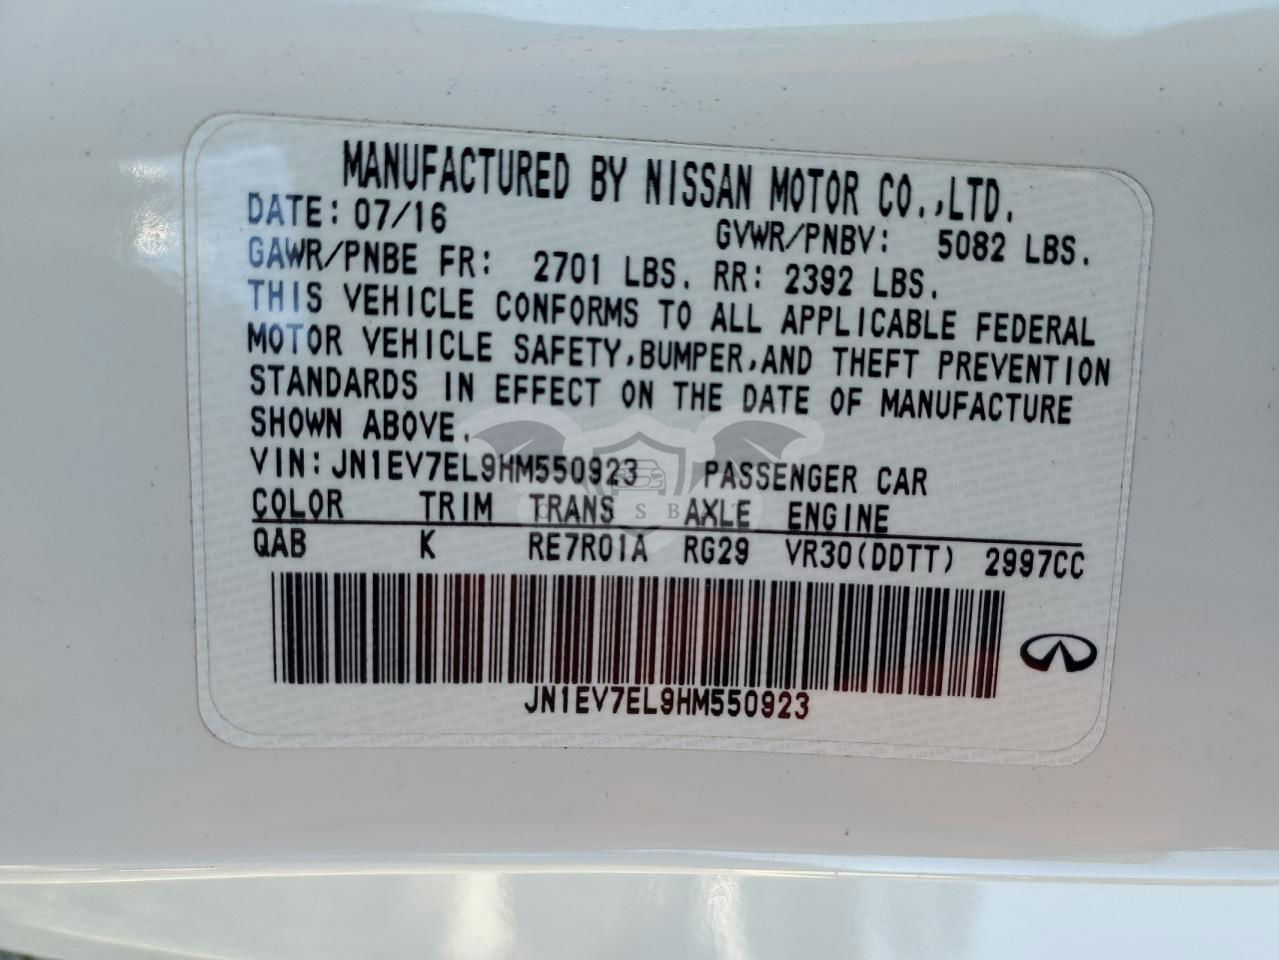 MANUFACTURED BY NISSAN MOTOR CO.,LTD.
DATE: 07/16 GVWR/PNBV: 5082 LBS.
GAWR/PNBE FR: 2701 LBS. RR: 2392 LBS.
THIS VEHICLE CONFORMS TO ALL APPLICABLE FEDERAL
MOTOR VEHICLE SAFETY,BUMPER,AND THEFT PREVENTION
STANDARDS IN EFFECT ON THE DATE OF MANUFACTURE
SHOWN ABOVE.
VIN: JN1EV7EL9HM550923 PASSENGER CAR
COLOR TRIM TRANS AXLE ENGINE
QAB K RE7R01A RG29 VR30(DDTT) 2997CC
JN1EV7EL9HM550923